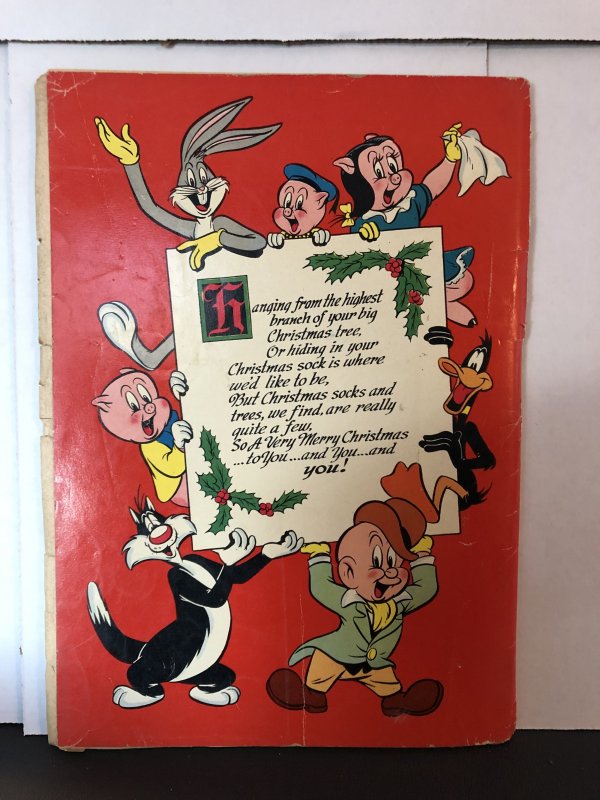 Hanging from the highest
branch of your big
Christmas tree,
Or hiding in your
Christmas sock is where
we'd like to be,
But Christmas socks and
trees, we find, are really
quite a few,
So A Very Merry Christmas
...to You...and You...and
you!